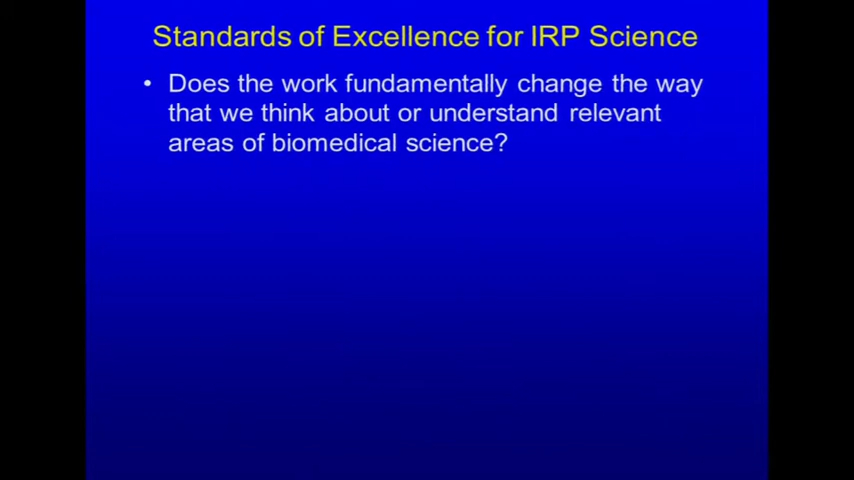 Standards of Excellence for IRP Science
• Does the work fundamentally change the way
that we think about or understand relevant
areas of biomedical science?